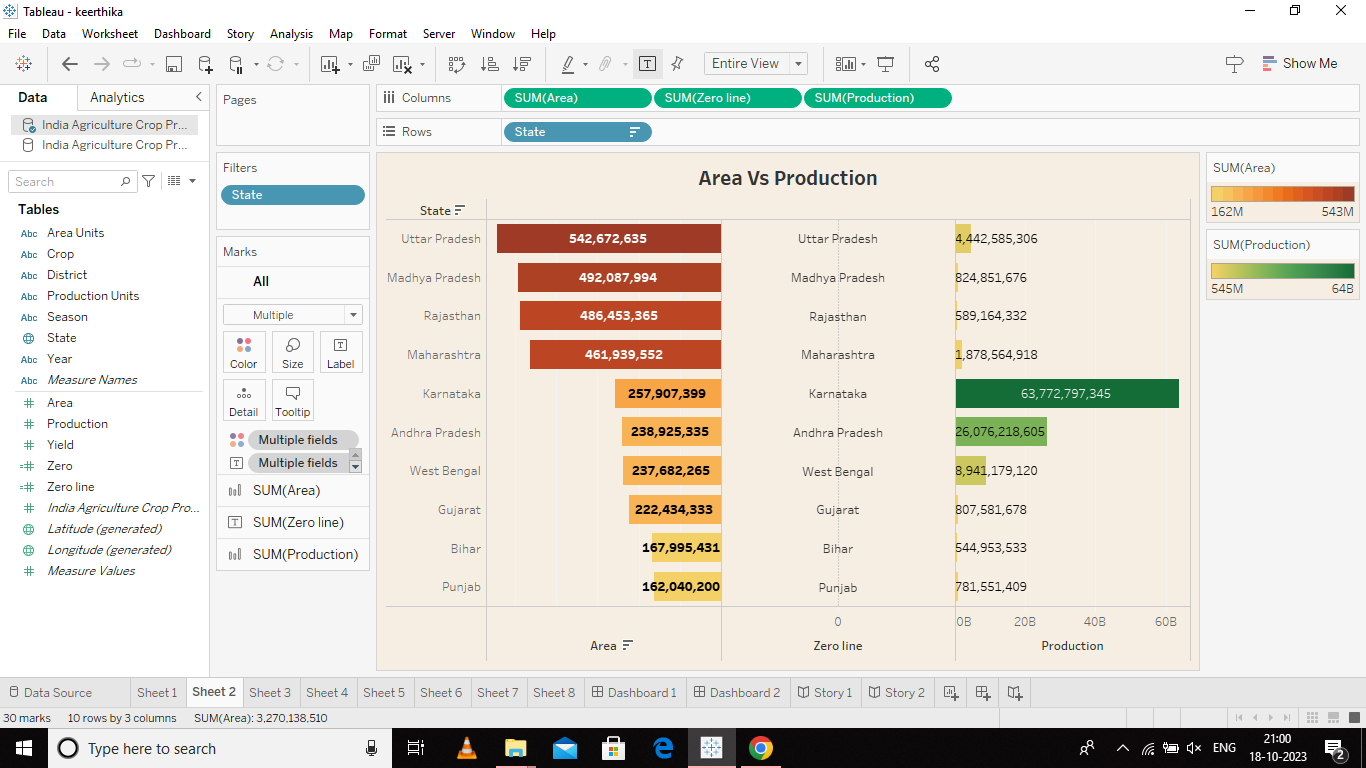 Tableau - keerthika
File Data Worksheet Dashboard Story Analysis Map Format Server Window Help
T Entire View Show Me
Data Analytics
India Agriculture Crop Pr...
India Agriculture Crop Pr...
Search
Tables
Abc Area Units
Abc Crop
Abc District
Abc Production Units
Abc Season
State
Abc Year
Abc Measure Names
# Area
# Production
# Yield
=# Zero
=# Zero line
# India Agriculture Crop Pro...
Latitude (generated)
Longitude (generated)
# Measure Values
Pages
Filters
State
Marks
All
Multiple
Color Size Label
Detail Tooltip
Multiple fields
Multiple fields
SUM(Area)
SUM(Zero line)
SUM(Production)
Columns SUM(Area) SUM(Zero line) SUM(Production)
Rows State
Area Vs Production
State
Uttar Pradesh 542,672,635 Uttar Pradesh 4,442,585,306
Madhya Pradesh 492,087,994 Madhya Pradesh 824,851,676
Rajasthan 486,453,365 Rajasthan 589,164,332
Maharashtra 461,939,552 Maharashtra 1,878,564,918
Karnataka 257,907,399 Karnataka 63,772,797,345
Andhra Pradesh 238,925,335 Andhra Pradesh 26,076,218,605
West Bengal 237,682,265 West Bengal 8,941,179,120
Gujarat 222,434,333 Gujarat 807,581,678
Bihar 167,995,431 Bihar 544,953,533
Punjab 162,040,200 Punjab 781,551,409
0 0B 20B 40B 60B
Area Zero line Production
SUM(Area)
162M 543M
SUM(Production)
545M 64B
Data Source Sheet 1 Sheet 2 Sheet 3 Sheet 4 Sheet 5 Sheet 6 Sheet 7 Sheet 8 Dashboard 1 Dashboard 2 Story 1 Story 2
30 marks 10 rows by 3 columns SUM(Area): 3,270,138,510
Type here to search
ENG
21:00
18-10-2023
2